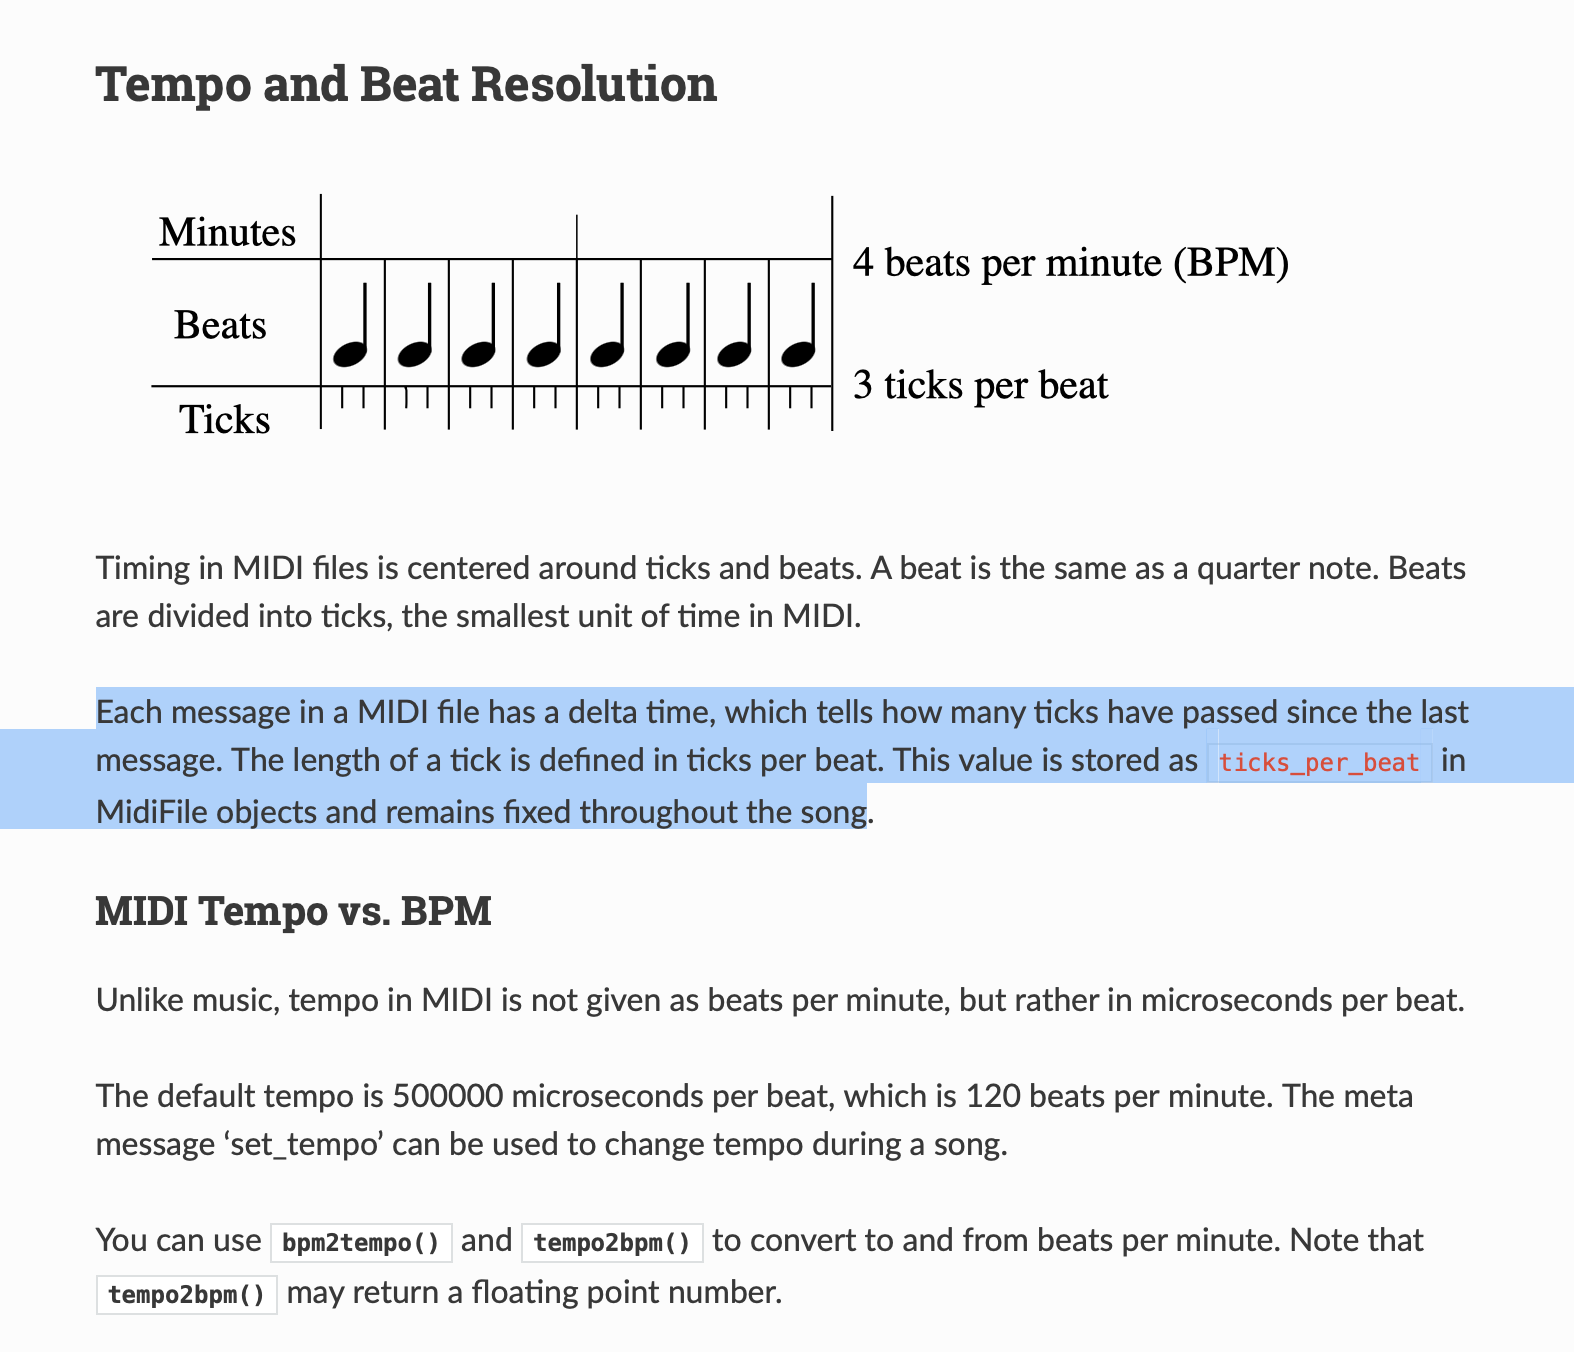 Tempo and Beat Resolution
Minutes
4 beats per minute (BPM)
Beats
3 ticks per beat
Ticks
Timing in MIDI files is centered around ticks and beats. A beat is the same as a quarter note. Beats
are divided into ticks, the smallest unit of time in MIDI.
Each message in a MIDI file has a delta time, which tells how many ticks have passed since the last
message. The length of a tick is defined in ticks per beat. This value is stored as ticks_per_beat in
MidiFile objects and remains fixed throughout the song.
MIDI Tempo vs. BPM
Unlike music, tempo in MIDI is not given as beats per minute, but rather in microseconds per beat.
The default tempo is 500000 microseconds per beat, which is 120 beats per minute. The meta
message ‘set_tempo’ can be used to change tempo during a song.
You can use bpm2tempo() and tempo2bpm() to convert to and from beats per minute. Note that
tempo2bpm() may return a floating point number.